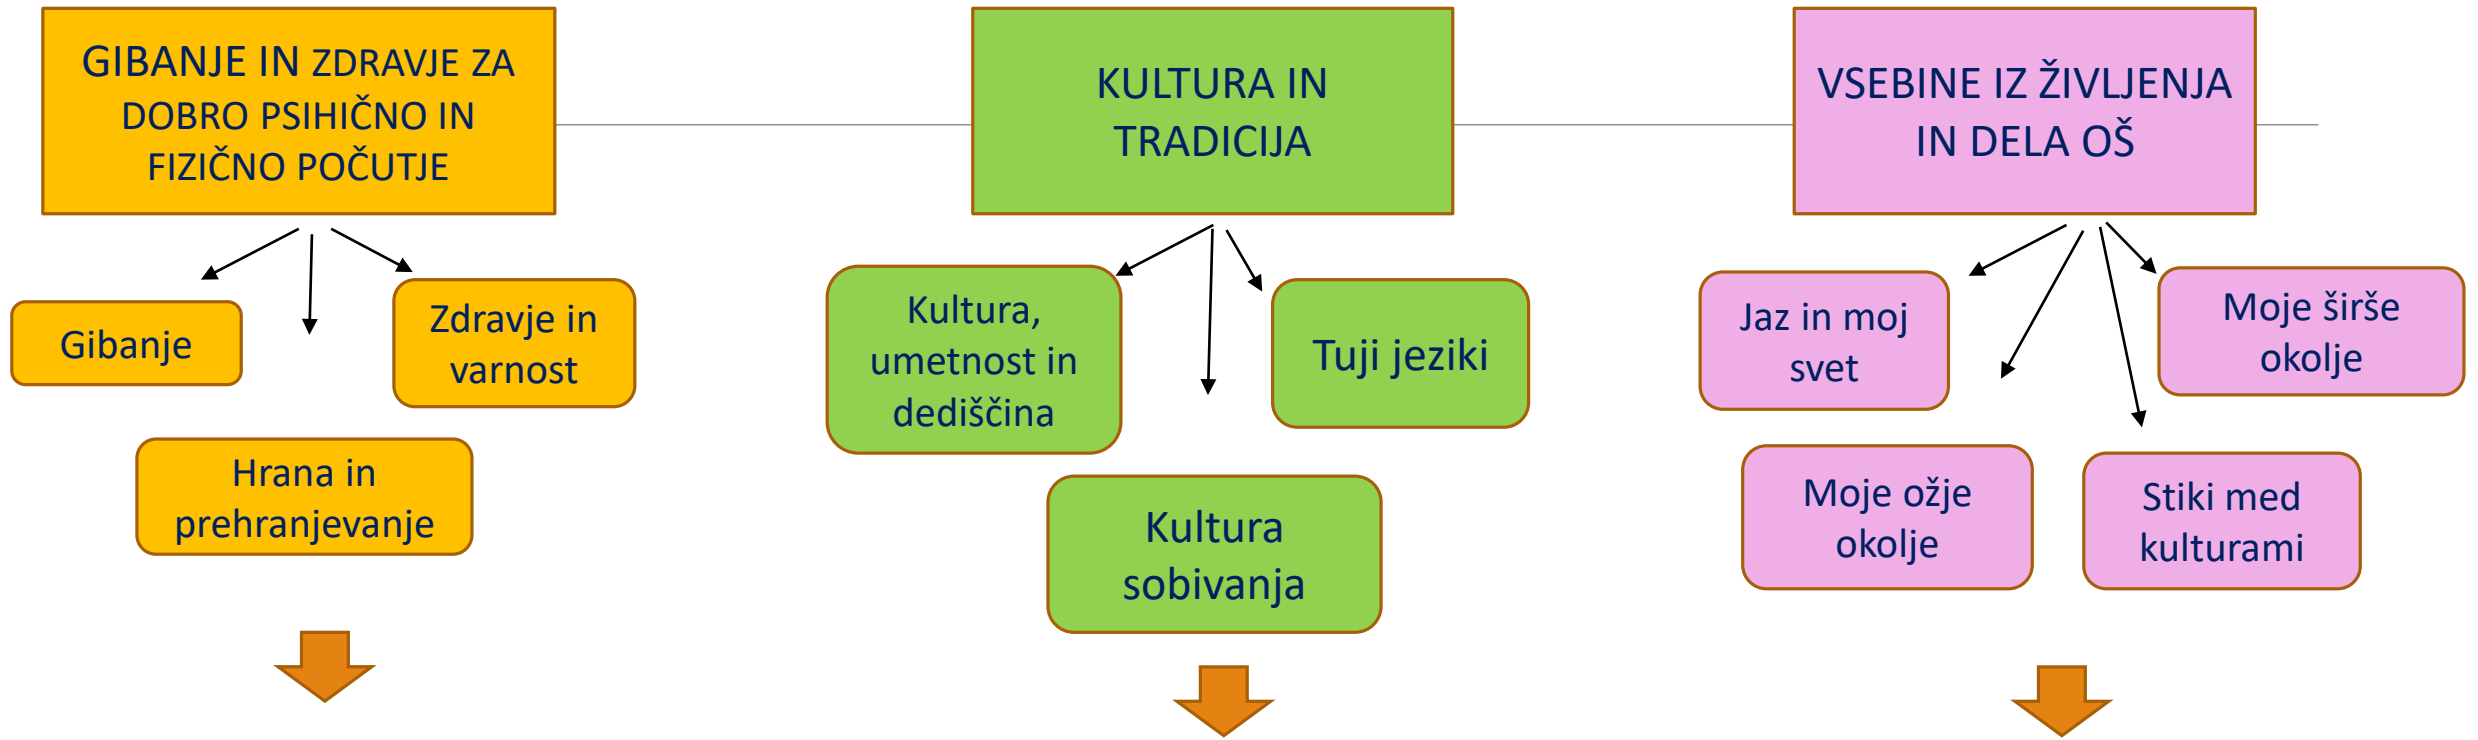 GIBANJE IN ZDRAVJE ZA
DOBRO PSIHIČNO IN
FIZIČNO POČUTJE
Gibanje
Zdravje in
varnost
Hrana in
prehranjevanje
KULTURA IN
TRADICIJA
Kultura,
umetnost in
dediščina
Tuji jeziki
Kultura
sobivanja
VSEBINE IZ ŽIVLJENJA
IN DELA OŠ
Jaz in moj
svet
Moje širše
okolje
Moje ožje
okolje
Stiki med
kulturami